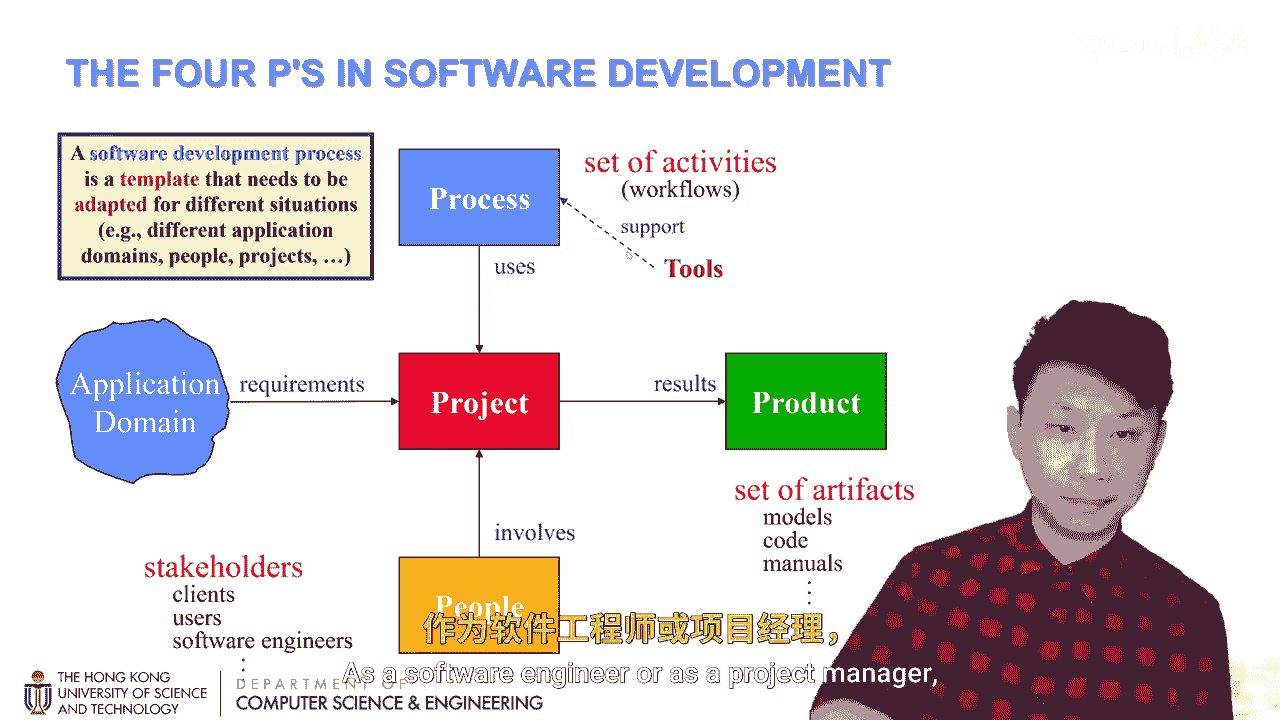 THE FOUR P'S IN SOFTWARE DEVELOPMENT
A software development process
is a template that needs to be
adapted for different situations
(e.g., different application
domains, people, projects, …)
Process
set of activities
(workflows)
support
Tools
uses
Application
Domain
requirements
Project
results
Product
set of artifacts
models
code
manuals
involves
stakeholders
clients
users
software engineers
People
作为软件工程师或项目经理，
As a software engineer or as a project manager,
THE HONG KONG
UNIVERSITY OF SCIENCE
AND TECHNOLOGY
DEPARTMENT OF
COMPUTER SCIENCE & ENGINEERING